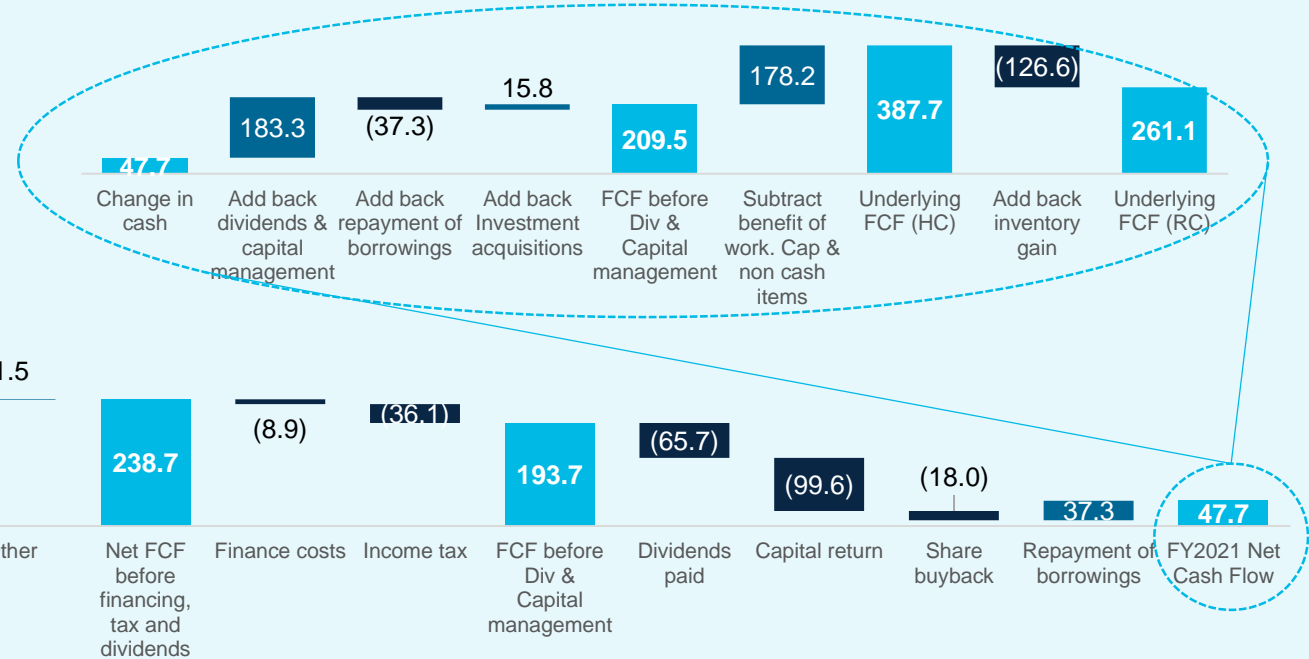 47.7
183.3
(37.3)
15.8
209.5
178.2
387.7
(126.6)
261.1
Change in
cash
Add back
dividends &
capital
management
Add back
repayment of
borrowings
Add back
Investment
acquisitions
FCF before
Div &
Capital
management
Subtract
benefit of
work. Cap &
non cash
items
Underlying
FCF (HC)
Add back
inventory
gain
Underlying
FCF (RC)
.5
238.7
(8.9)
(36.1)
193.7
(65.7)
(99.6)
(18.0)
37.3
47.7
ther
Net FCF
before
financing,
tax and
dividends
Finance costs
Income tax
FCF before
Div &
Capital
management
Dividends
paid
Capital return
Share
buyback
Repayment of
borrowings
FY2021 Net
Cash Flow